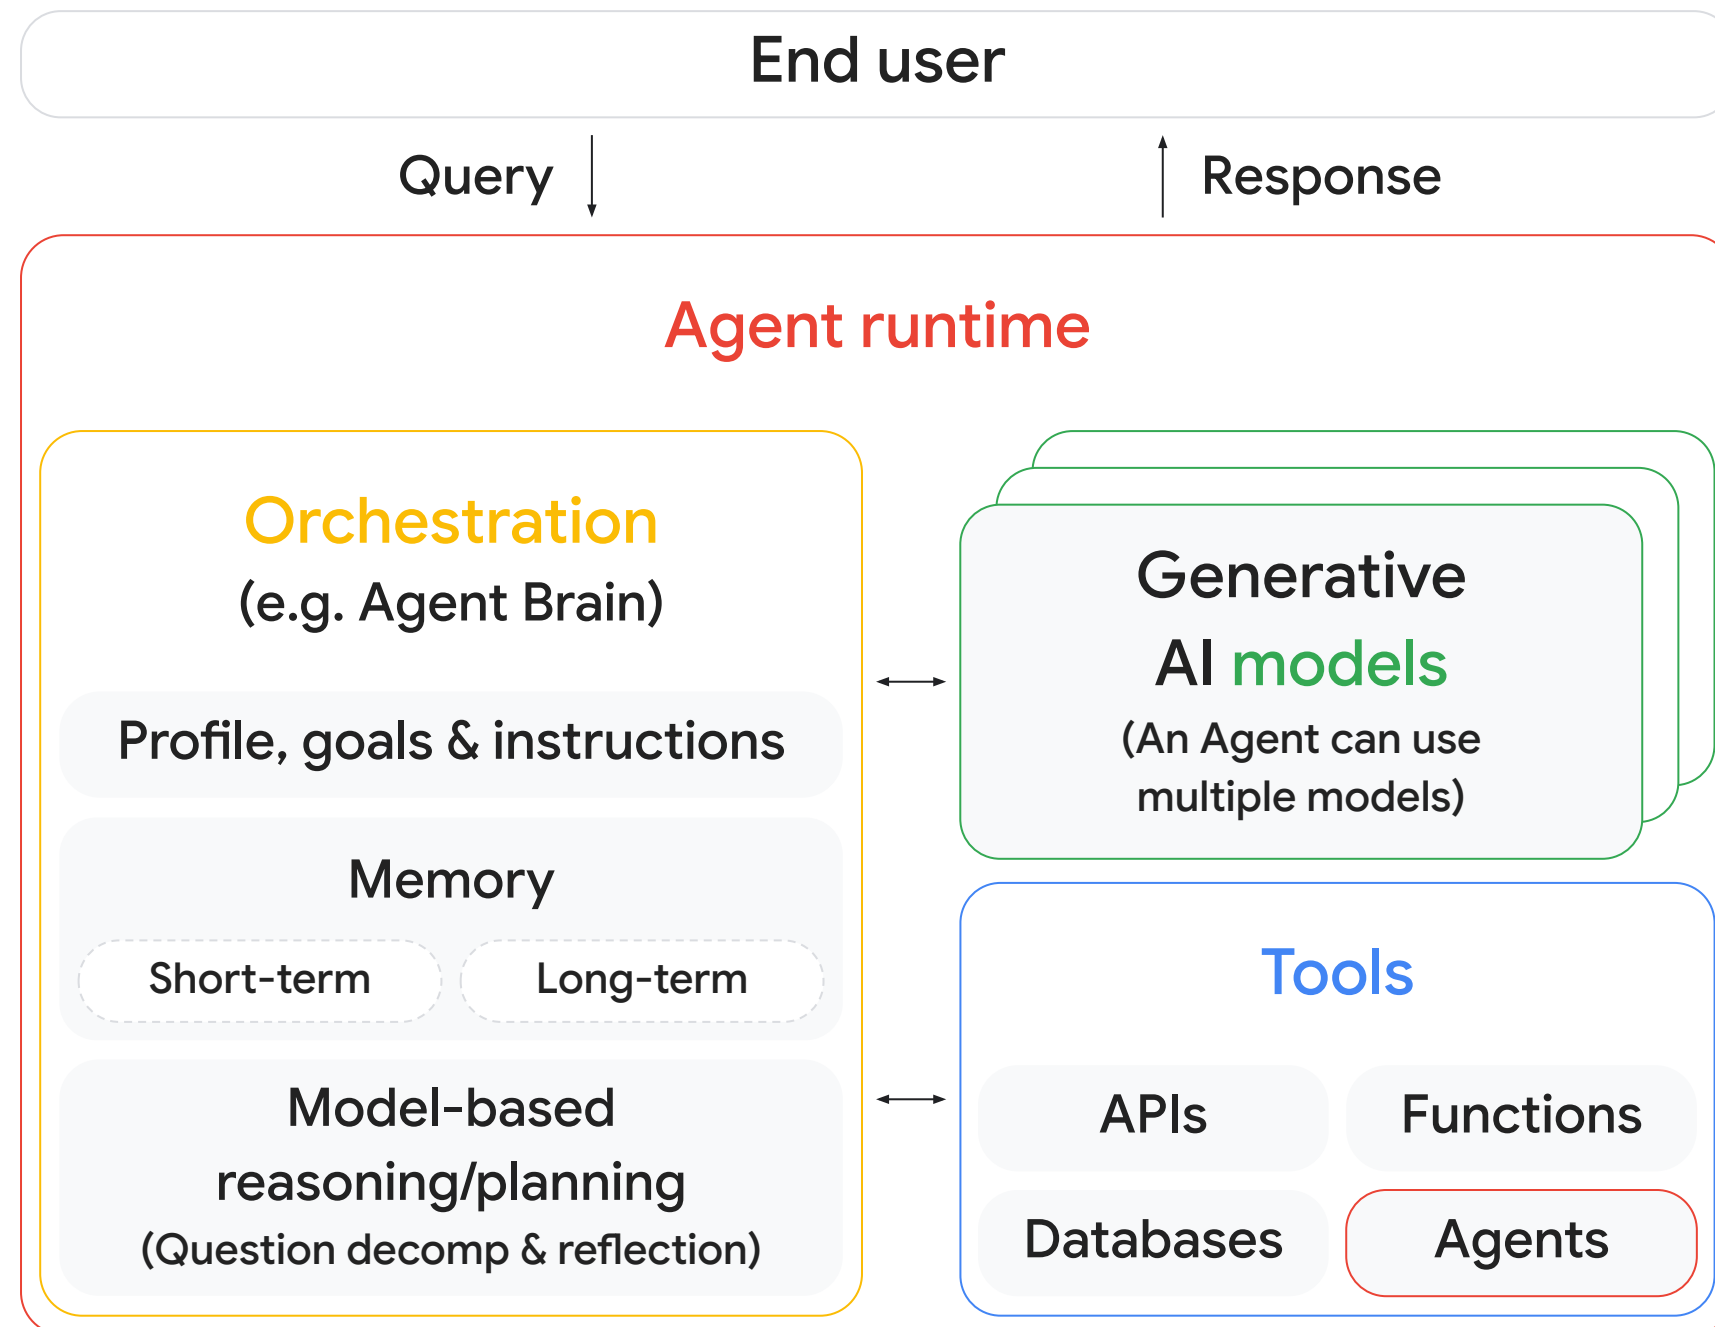 End user
Query
Response
Agent runtime
Orchestration
(e.g. Agent Brain)
Profile, goals & instructions
Memory
Short-term
Long-term
Model-based
reasoning/planning
(Question decomp & reflection)
Generative
AI models
(An Agent can use
multiple models)
Tools
APIs
Functions
Databases
Agents